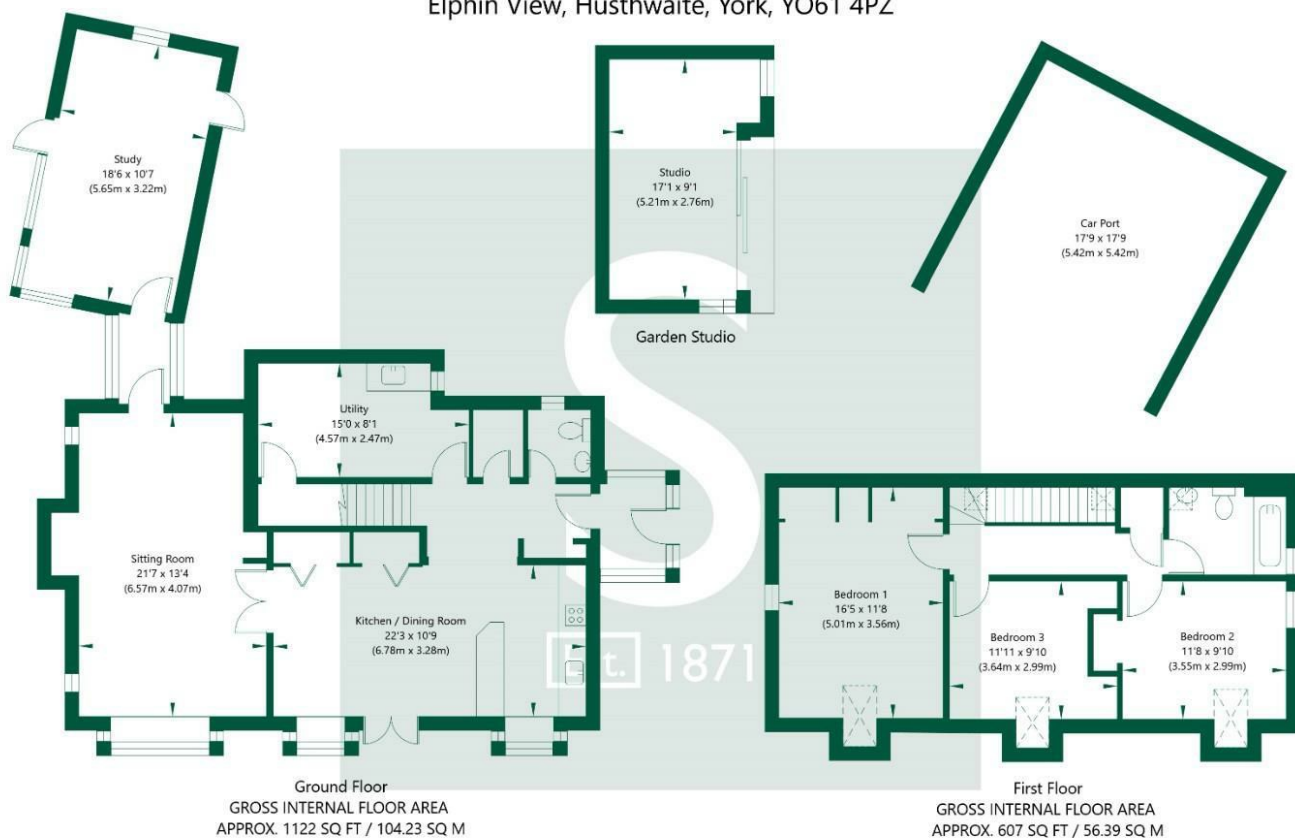 Elphin View, Husthwaite, York, YO61 4PZ
Study
18'6 x 10'7
(5.65m x 3.22m)
Studio
17'1 x 9'1
(5.21m x 2.76m)
Garden Studio
Car Port
17'9 x 17'9
(5.42m x 5.42m)
Utility
15'0 x 8'1
(4.57m x 2.47m)
Sitting Room
21'7 x 13'4
(6.57m x 4.07m)
Kitchen / Dining Room
22'3 x 10'9
(6.78m x 3.28m)
S
Est. 1871
Bedroom 1
16'5 x 11'8
(5.01m x 3.56m)
Bedroom 3
11'11 x 9'10
(3.64m x 2.99m)
Bedroom 2
11'8 x 9'10
(3.55m x 2.99m)
Ground Floor
GROSS INTERNAL FLOOR AREA
APPROX. 1122 SQ FT / 104.23 SQ M
First Floor
GROSS INTERNAL FLOOR AREA
APPROX. 607 SQ FT / 56.39 SQ M